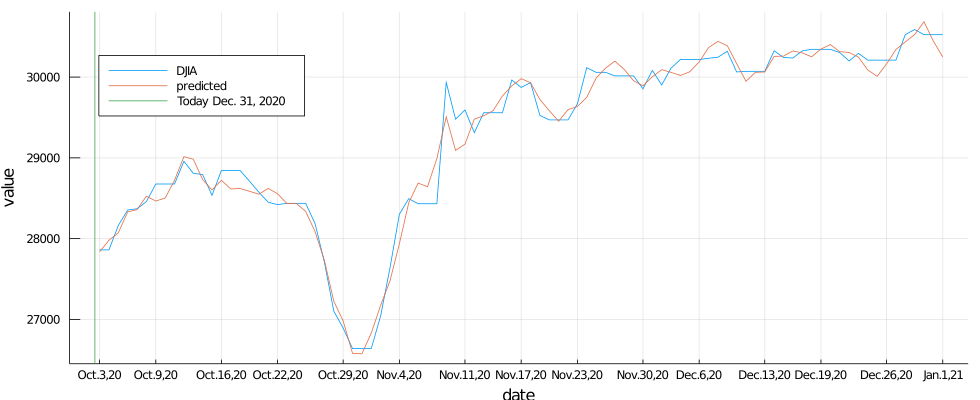 DJIA
predicted
Today Dec. 31, 2020
value
30000
29000
28000
27000
Oct.3,20 Oct.9,20 Oct.16,20 Oct.22,20 Oct.29,20 Nov.4,20 Nov.11,20 Nov.17,20 Nov.23,20 Nov.30,20 Dec.6,20 Dec.13,20 Dec.19,20 Dec.26,20 Jan.1,21
date